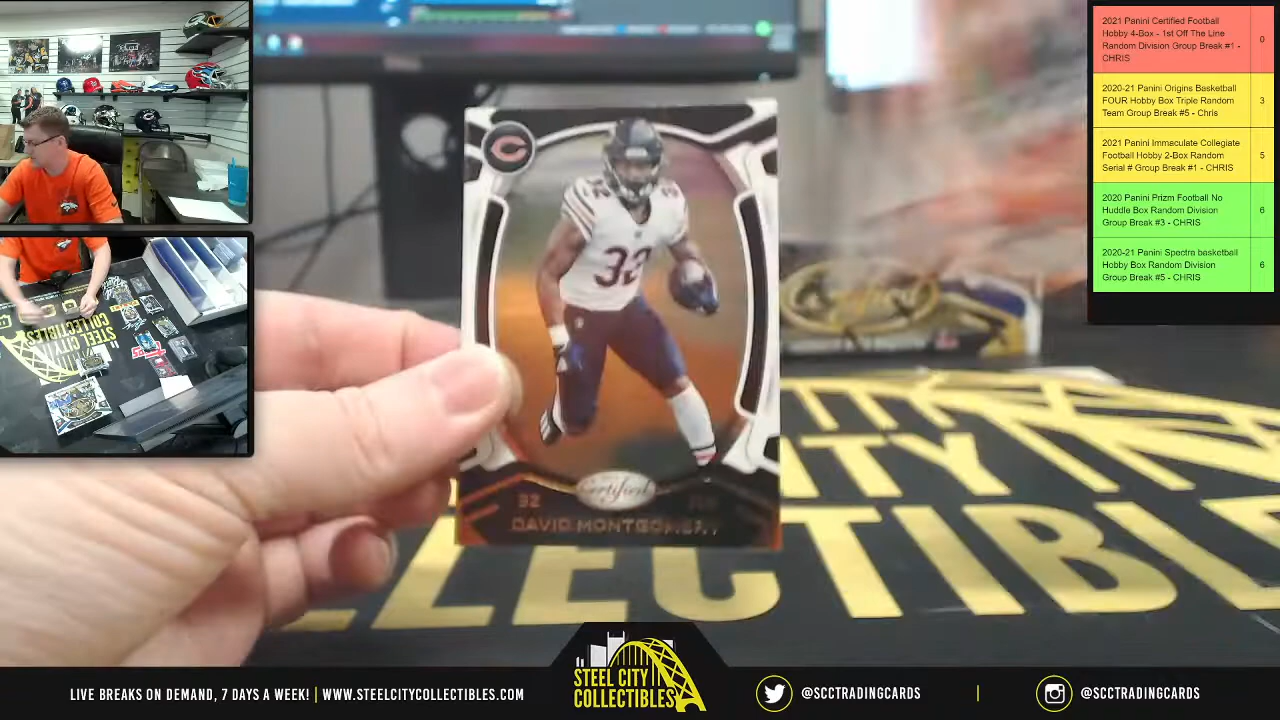 2021 Panini Certified Football
Hobby 4-Box - 1st Off The Line
Random Division Group Break #1 -
CHRIS
0
2020-21 Panini Origins Basketball
FOUR Hobby Box Triple Random
Team Group Break #5 - Chris
3
2021 Panini Immaculate Collegiate
Football Hobby 2-Box Random
Serial # Group Break #1 - CHRIS
5
2020 Panini Prizm Football No
Huddle Box Random Division
Group Break #3 - CHRIS
6
2020-21 Panini Spectra basketball
Hobby Box Random Division
Group Break #5 - CHRIS
6
32
32
Certified
32
DAVID MONTGOMERY
Certified
STEEL CITY
COLLECTIBLES
LIVE BREAKS ON DEMAND, 7 DAYS A WEEK! | WWW.STEELCITYCOLLECTIBLES.COM
STEEL CITY
COLLECTIBLES
@SCCTRADINGCARDS | @SCCTRADINGCARDS